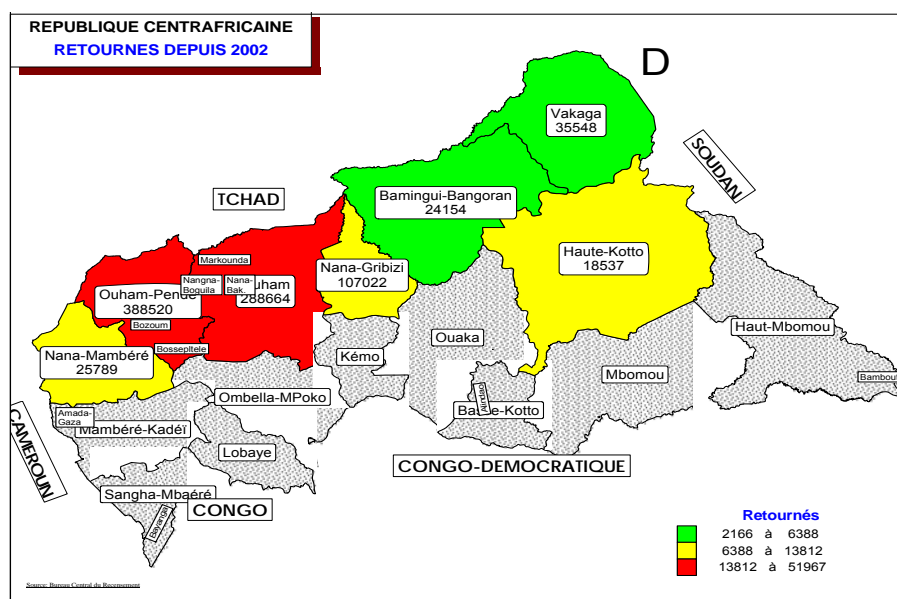 REPUBLIQUE CENTRAFRICAINE
RETOURNES DEPUIS 2002
D
Vakaga
35548
SOUDAN
TCHAD
Bamingui-Bangoran
24154
Haute-Kotto
18537
Markounda
Nana-Gribizi
107022
Nangna-
Boguila
Nana-
Bak.
Ouham-Pende
388520
Ouham
288664
Bozoum
Bossepltele
Nana-Mambéré
25789
Kémo
Ouaka
Haut-Mbomou
Mbomou
Bambout
Ombella-MPoko
Basse-Kotto
Alindao
Amada-
Gaza
Mambéré-Kadéï
Lobaye
CAMEROUN
CONGO-DEMOCRATIQUE
Sangha-Mbaéré
CONGO
Bayanga
Retournés
2166 à 6388
6388 à 13812
13812 à 51967
Source: Bureau Central du Recensement